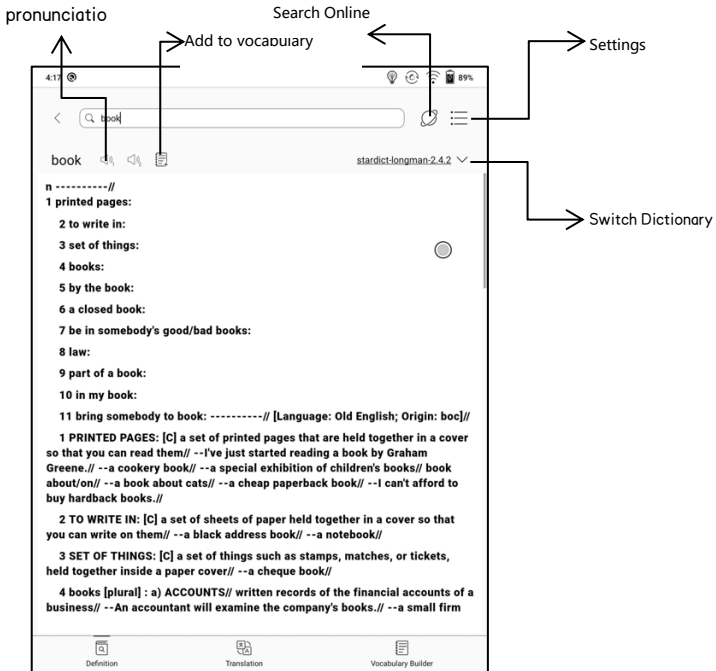 pronunciatio
Search Online
Add to vocabulary
Settings
4:17
89%
book
book
stardict-longman-2.4.2
Switch Dictionary
n ----------//
1 printed pages:
2 to write in:
3 set of things:
4 books:
5 by the book:
6 a closed book:
7 be in somebody's good/bad books:
8 law:
9 part of a book:
10 in my book:
11 bring somebody to book: ----------// [Language: Old English; Origin: boc]//
1 PRINTED PAGES: [C] a set of printed pages that are held together in a cover
so that you can read them// --I've just started reading a book by Graham
Greene.// --a cookery book// --a special exhibition of children's books// book
about/on// --a book about cats// --a cheap paperback book// --I can't afford to
buy hardback books.//
2 TO WRITE IN: [C] a set of sheets of paper held together in a cover so that
you can write on them// --a black address book// --a notebook//
3 SET OF THINGS: [C] a set of things such as stamps, matches, or tickets,
held together inside a paper cover// --a cheque book//
4 books [plural] : a) ACCOUNTS// written records of the financial accounts of a
business// --An accountant will examine the company's books.// --a small firm
Definition
Translation
Vocabulary Builder